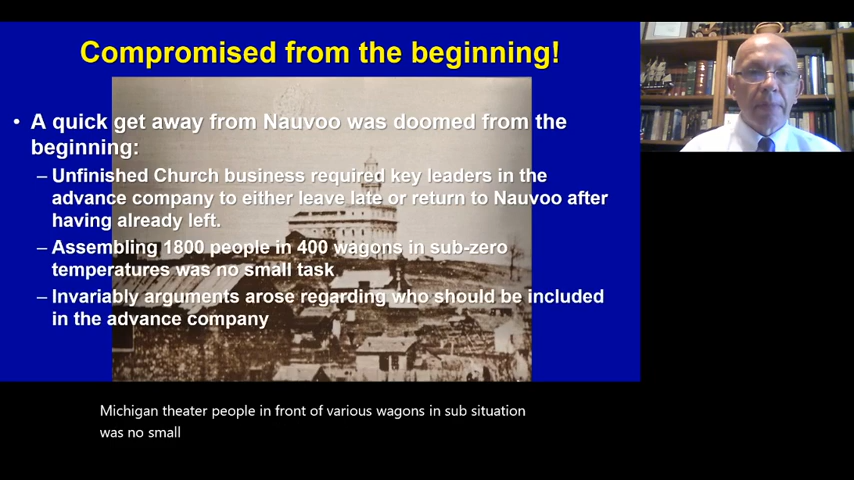 Compromised from the beginning!
• A quick get away from Nauvoo was doomed from the
beginning:
– Unfinished Church business required key leaders in the
advance company to either leave late or return to Nauvoo after
having already left.
– Assembling 1800 people in 400 wagons in sub-zero
temperatures was no small task
– Invariably arguments arose regarding who should be included
in the advance company
Michigan theater people in front of various wagons in sub situation
was no small